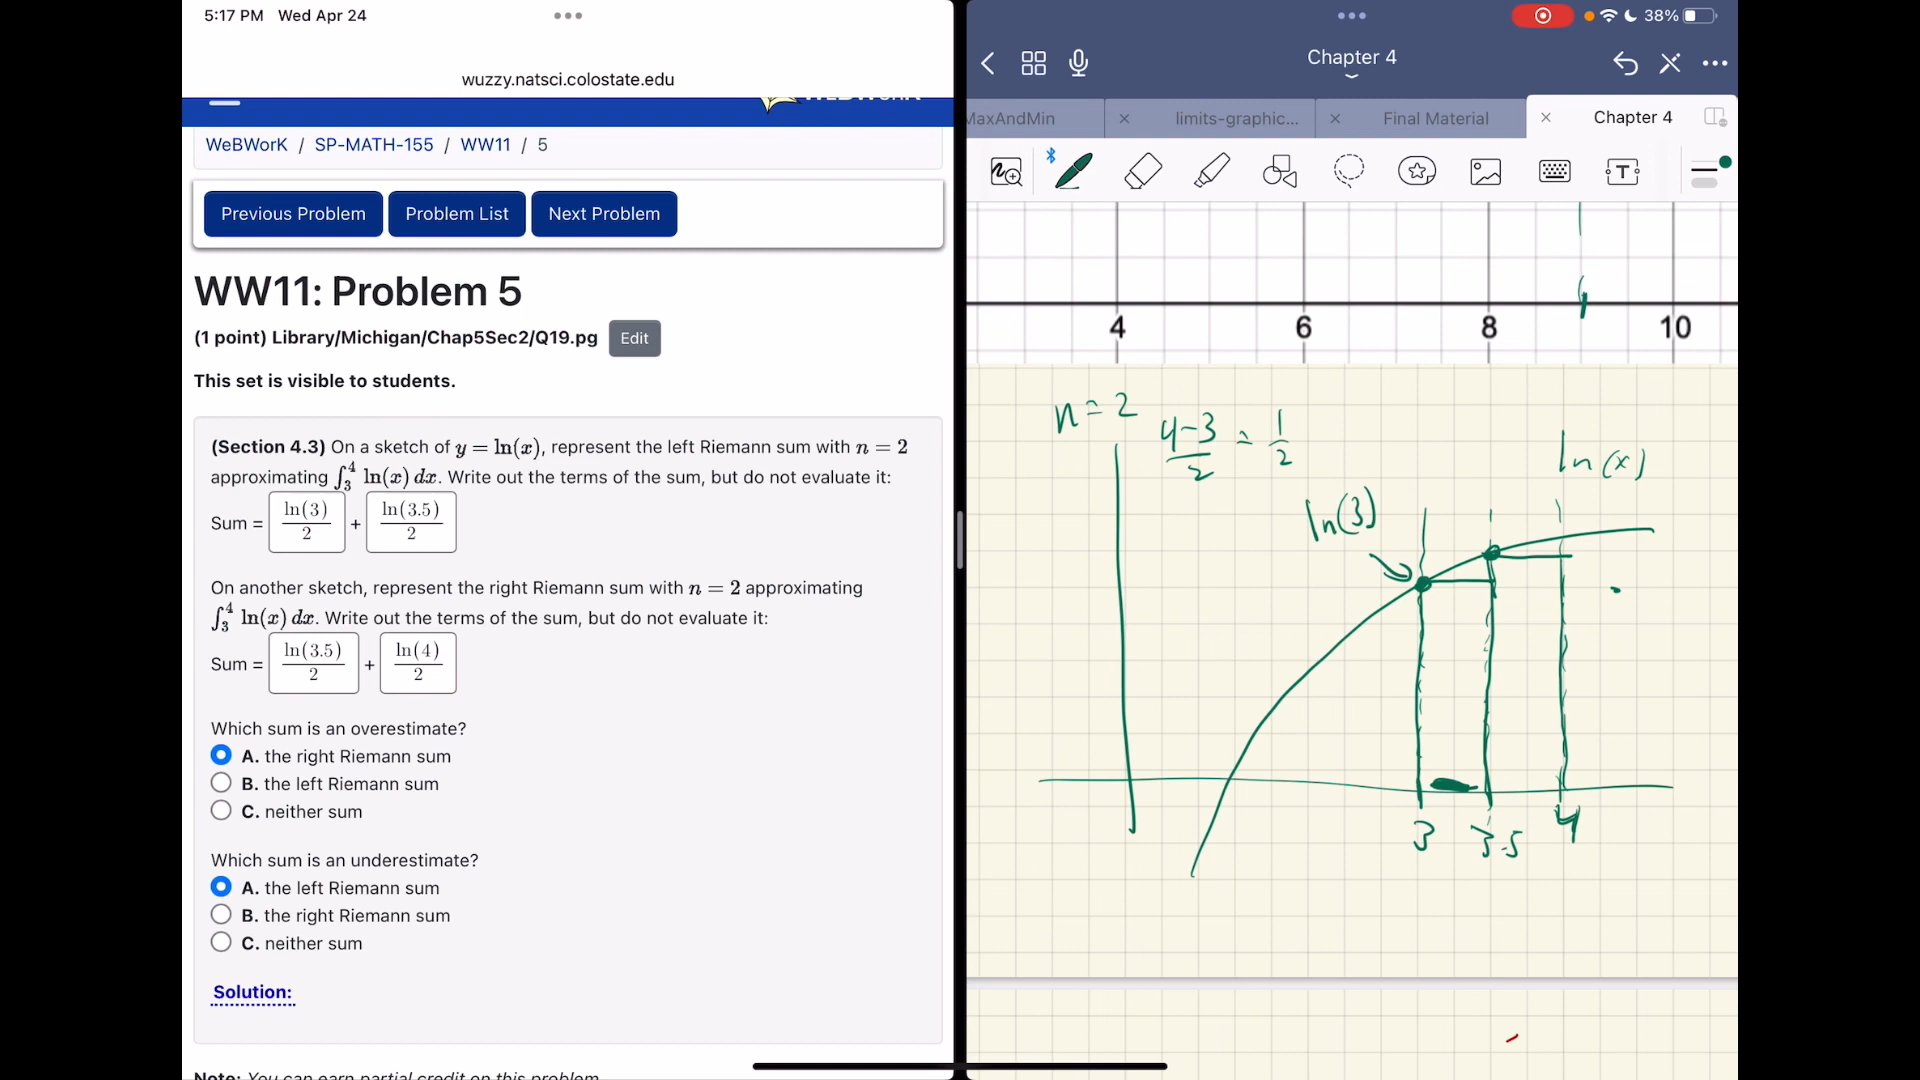 5:17 PM Wed Apr 24
wuzzy.natsci.colostate.edu
WeBWorK / SP-MATH-155 / WW11 / 5
Previous Problem Problem List Next Problem
WW11: Problem 5
(1 point) Library/Michigan/Chap5Sec2/Q19.pg Edit
This set is visible to students.
(Section 4.3) On a sketch of y = ln(x), represent the left Riemann sum with n = 2
approximating ∫₃⁴ ln(x) dx. Write out the terms of the sum, but do not evaluate it:
Sum = ln(3)/2 + ln(3.5)/2
On another sketch, represent the right Riemann sum with n = 2 approximating
∫₃⁴ ln(x) dx. Write out the terms of the sum, but do not evaluate it:
Sum = ln(3.5)/2 + ln(4)/2
Which sum is an overestimate?
A. the right Riemann sum
B. the left Riemann sum
C. neither sum
Which sum is an underestimate?
A. the left Riemann sum
B. the right Riemann sum
C. neither sum
Solution:
Note: You can earn partial credit on this problem.
38%
Chapter 4
MaxAndMin limits-graphic... Final Material Chapter 4
T
4 6 8 10
n = 2
4-3/2 = 1/2
ln(x)
ln(3)
3 3.5 4